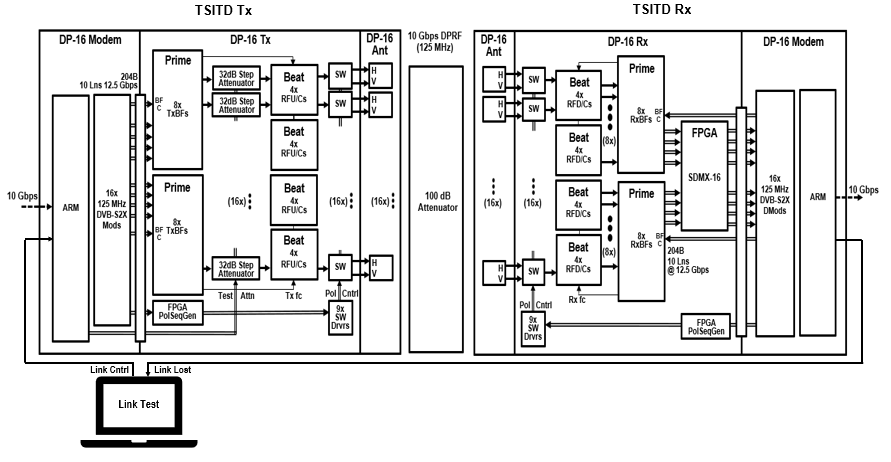 TSITD Tx
TSITD Rx
DP-16 Modem
DP-16 Tx
DP-16
Ant
10 Gbps DPRF
(125 MHz)
DP-16
Ant
DP-16 Rx
DP-16 Modem
204B
10 Lns 12.5 Gbps
10 Gbps
ARM
16x
125 MHz
DVB-S2X
Mods
Prime
BF
C
8x
TxBFs
Prime
BF
C
8x
TxBFs
32dB Step
Attenuator
32dB Step
Attenuator
(16x)
32dB Step
Attenuator
Test Attn
Beat
4x
RFU/Cs
Beat
4x
RFU/Cs
Beat
4x
RFU/Cs
Beat
4x
RFU/Cs
Tx fc
SW
SW
(16x)
SW
Pol Cntrl
9x
SW
Drvrs
FPGA
PolSeqGen
H
V
H
V
(16x)
H
V
100 dB
Attenuator
H
V
H
V
(16x)
H
V
SW
SW
(16x)
SW
Pol Cntrl
9x
SW
Drvrs
Beat
4x
RFD/Cs
Beat
4x
RFD/Cs
Beat
4x
RFD/Cs
Beat
4x
RFD/Cs
Rx fc
(8x)
(8x)
Prime
8x
RxBFs
BF
C
Prime
8x
RxBFs
BF
C
204B
10 Lns
@ 12.5 Gbps
FPGA
SDMX-16
FPGA
PolSeqGen
16x
125 MHz
DVB-S2X
DMods
ARM
10 Gbps
Link Cntrl
Link Lost
Link Test